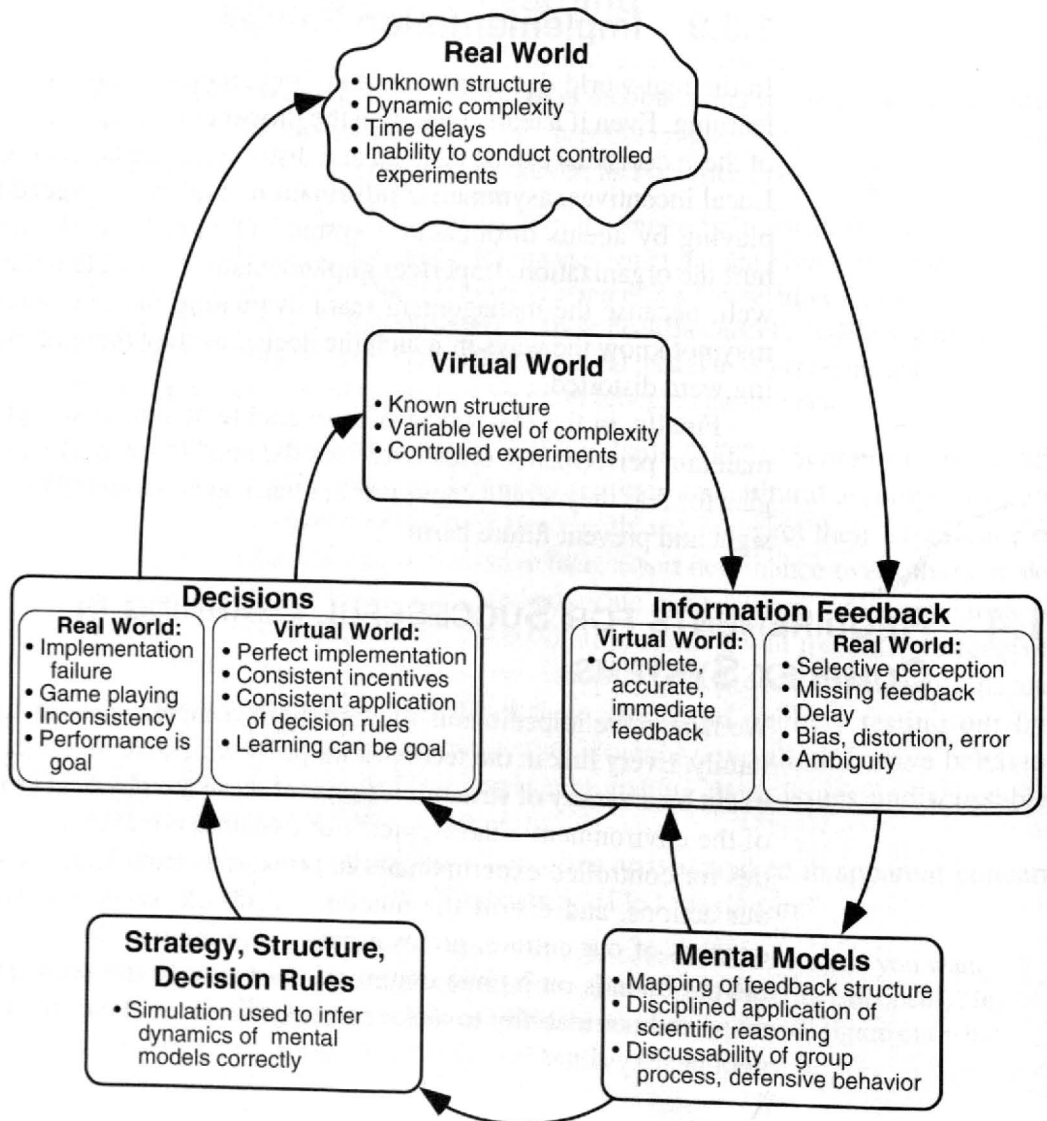 Real World
• Unknown structure
• Dynamic complexity
• Time delays
• Inability to conduct controlled
experiments
Virtual World
• Known structure
• Variable level of complexity
• Controlled experiments
Decisions
Real World:
• Implementation
failure
• Game playing
• Inconsistency
• Performance is
goal
Virtual World:
• Perfect implementation
• Consistent incentives
• Consistent application
of decision rules
• Learning can be goal
Information Feedback
Virtual World:
• Complete,
accurate,
immediate
feedback
Real World:
• Selective perception
• Missing feedback
• Delay
• Bias, distortion, error
• Ambiguity
Strategy, Structure,
Decision Rules
• Simulation used to infer
dynamics of mental
models correctly
Mental Models
• Mapping of feedback structure
• Disciplined application of
scientific reasoning
• Discussability of group
process, defensive behavior